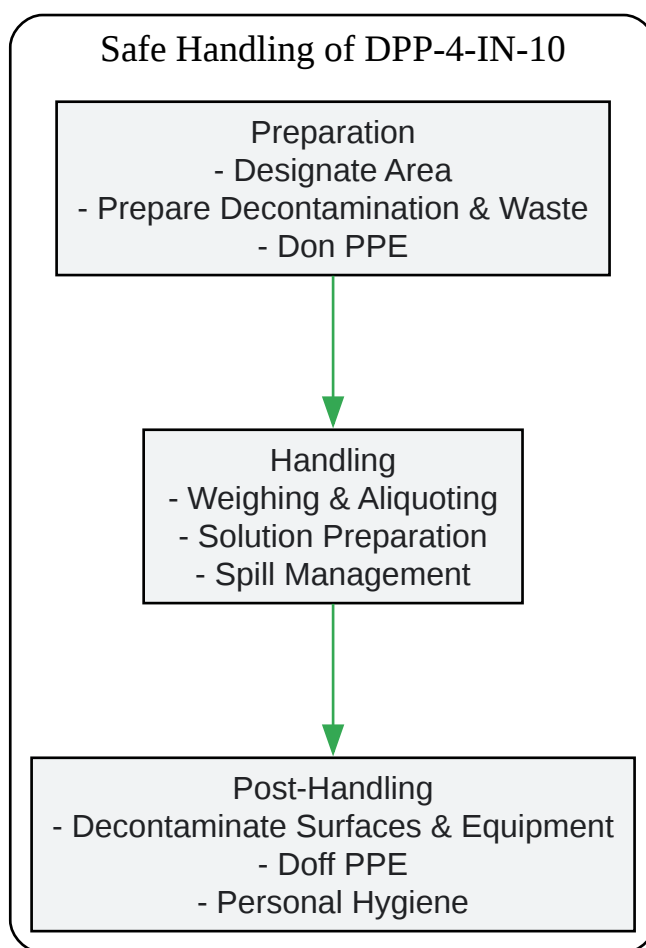 Safe Handling of DPP-4-IN-10
Preparation
- Designate Area
- Prepare Decontamination & Waste
- Don PPE
Handling
- Weighing & Aliquoting
- Solution Preparation
- Spill Management
Post-Handling
- Decontaminate Surfaces & Equipment
- Doff PPE
- Personal Hygiene